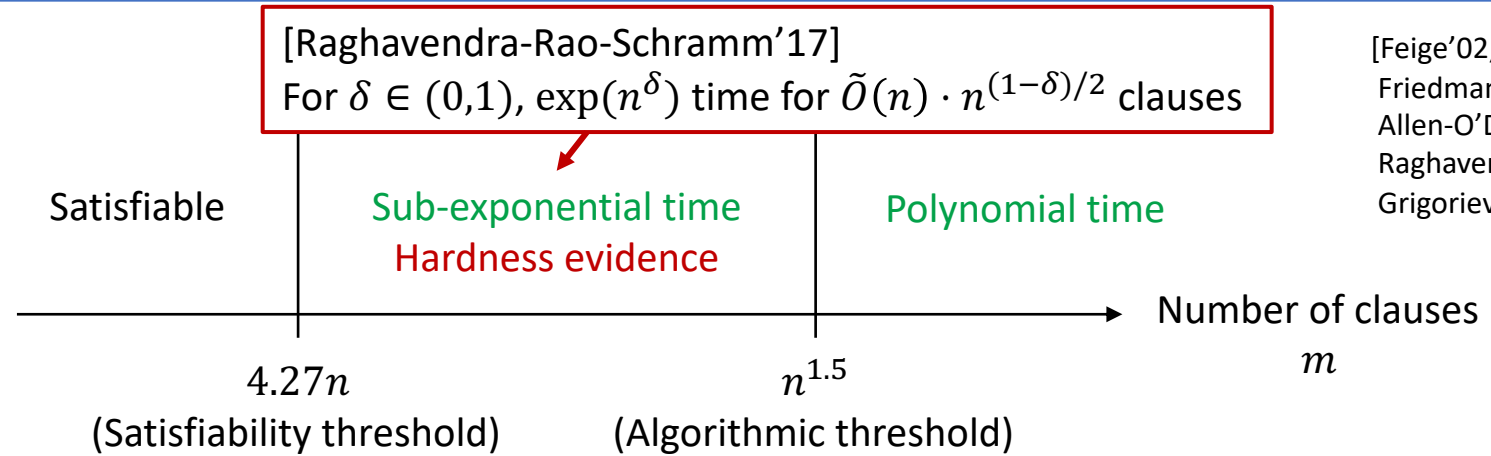 [Raghavendra-Rao-Schramm’17]
For 𝛿 ∈ (0,1), exp(𝑛^𝛿) time for Õ(𝑛) ⋅ 𝑛^{(1−𝛿)/2} clauses
[Feige’02,
Satisfiable
Sub-exponential time
Hardness evidence
Polynomial time
Number of clauses
𝑚
4.27𝑛
(Satisfiability threshold)
𝑛^{1.5}
(Algorithmic threshold)